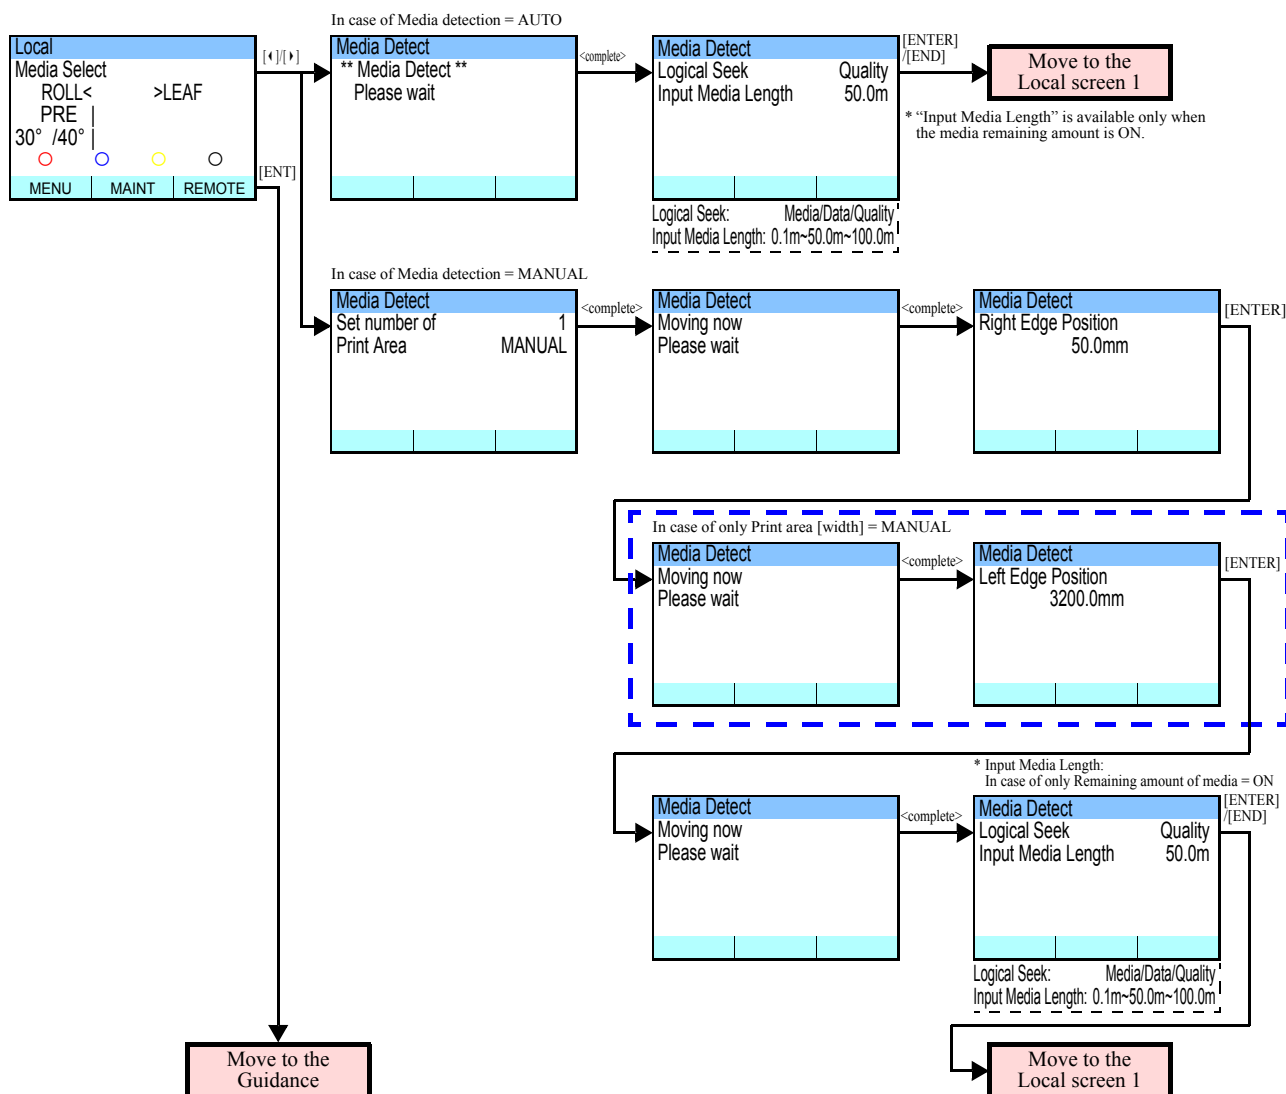 In case of Media detection = AUTO
Local
Media Select
ROLL< >LEAF
PRE |
30° /40° |
MENU MAINT REMOTE
[◂]/[▸]
[ENT]
Media Detect
** Media Detect **
Please wait
<complete>
Media Detect
Logical Seek Quality
Input Media Length 50.0m
[ENTER]
/[END]
Move to the
Local screen 1
* “Input Media Length” is available only when
the media remaining amount is ON.
Logical Seek: Media/Data/Quality
Input Media Length: 0.1m~50.0m~100.0m
In case of Media detection = MANUAL
Media Detect
Set number of 1
Print Area MANUAL
<complete>
Media Detect
Moving now
Please wait
<complete>
Media Detect
Right Edge Position
50.0mm
[ENTER]
In case of only Print area [width] = MANUAL
Media Detect
Moving now
Please wait
<complete>
Media Detect
Left Edge Position
3200.0mm
[ENTER]
* Input Media Length:
In case of only Remaining amount of media = ON
Media Detect
Moving now
Please wait
<complete>
Media Detect
Logical Seek Quality
Input Media Length 50.0m
[ENTER]
/[END]
Logical Seek: Media/Data/Quality
Input Media Length: 0.1m~50.0m~100.0m
Move to the
Guidance
Move to the
Local screen 1